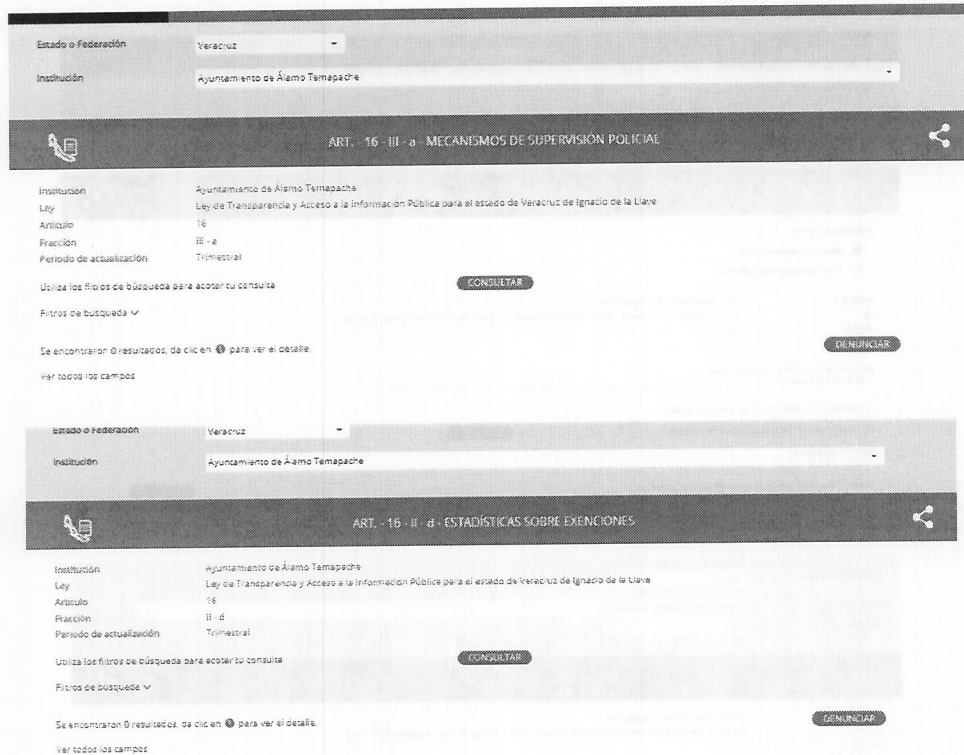 Estado o Federación Veracruz
Institución Ayuntamiento de Álamo Temapache
ART. - 16 - III - a - MECANISMOS DE SUPERVISIÓN POLICIAL
Institución Ayuntamiento de Álamo Temapache
Ley Ley de Transparencia y Acceso a la Información Pública para el estado de Veracruz de Ignacio de la Llave
Artículo 16
Fracción III - a
Periodo de actualización Trimestral
Utiliza los filtros de búsqueda para acotar tu consulta CONSULTAR
Filtros de búsqueda
Se encontraron 0 resultados, da clic en para ver el detalle. DENUNCIAR
Ver todos los campos
Estado o Federación Veracruz
Institución Ayuntamiento de Álamo Temapache
ART. - 16 - II - d - ESTADÍSTICAS SOBRE EXENCIONES
Institución Ayuntamiento de Álamo Temapache
Ley Ley de Transparencia y Acceso a la Información Pública para el estado de Veracruz de Ignacio de la Llave
Artículo 16
Fracción II - d
Periodo de actualización Trimestral
Utiliza los filtros de búsqueda para acotar tu consulta CONSULTAR
Filtros de búsqueda
Se encontraron 0 resultados, da clic en para ver el detalle. DENUNCIAR
Ver todos los campos